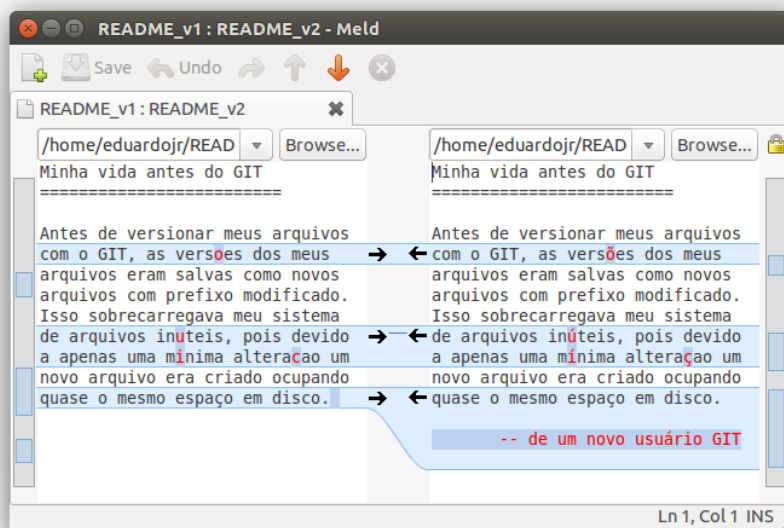 README_v1 : README_v2 - Meld
Save Undo
README_v1 : README_v2
/home/eduardojr/READ Browse... /home/eduardojr/READ Browse...
Minha vida antes do GIT
=========================
Antes de versionar meus arquivos
com o GIT, as versoes dos meus
arquivos eram salvas como novos
arquivos com prefixo modificado.
Isso sobrecarregava meu sistema
de arquivos inuteis, pois devido
a apenas uma minima alteracao um
novo arquivo era criado ocupando
quase o mesmo espaço em disco.
Minha vida antes do GIT
=========================
Antes de versionar meus arquivos
com o GIT, as versões dos meus
arquivos eram salvas como novos
arquivos com prefixo modificado.
Isso sobrecarregava meu sistema
de arquivos inúteis, pois devido
a apenas uma mínima alteraçao um
novo arquivo era criado ocupando
quase o mesmo espaço em disco.
-- de um novo usuário GIT
Ln 1, Col 1 INS